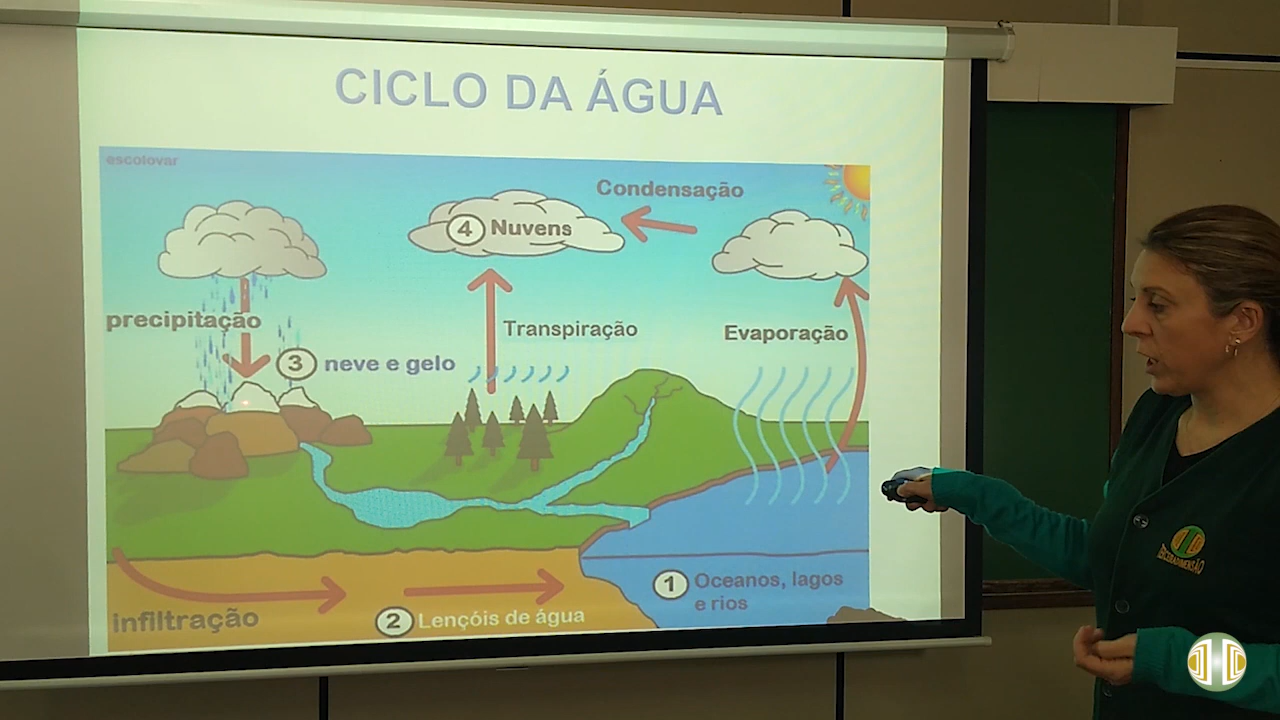 CICLO DA ÁGUA
escolovar
Condensação
4 Nuvens
precipitação
Transpiração
Evaporação
3 neve e gelo
1 Oceanos, lagos
e rios
infiltração
2 Lençóis de água